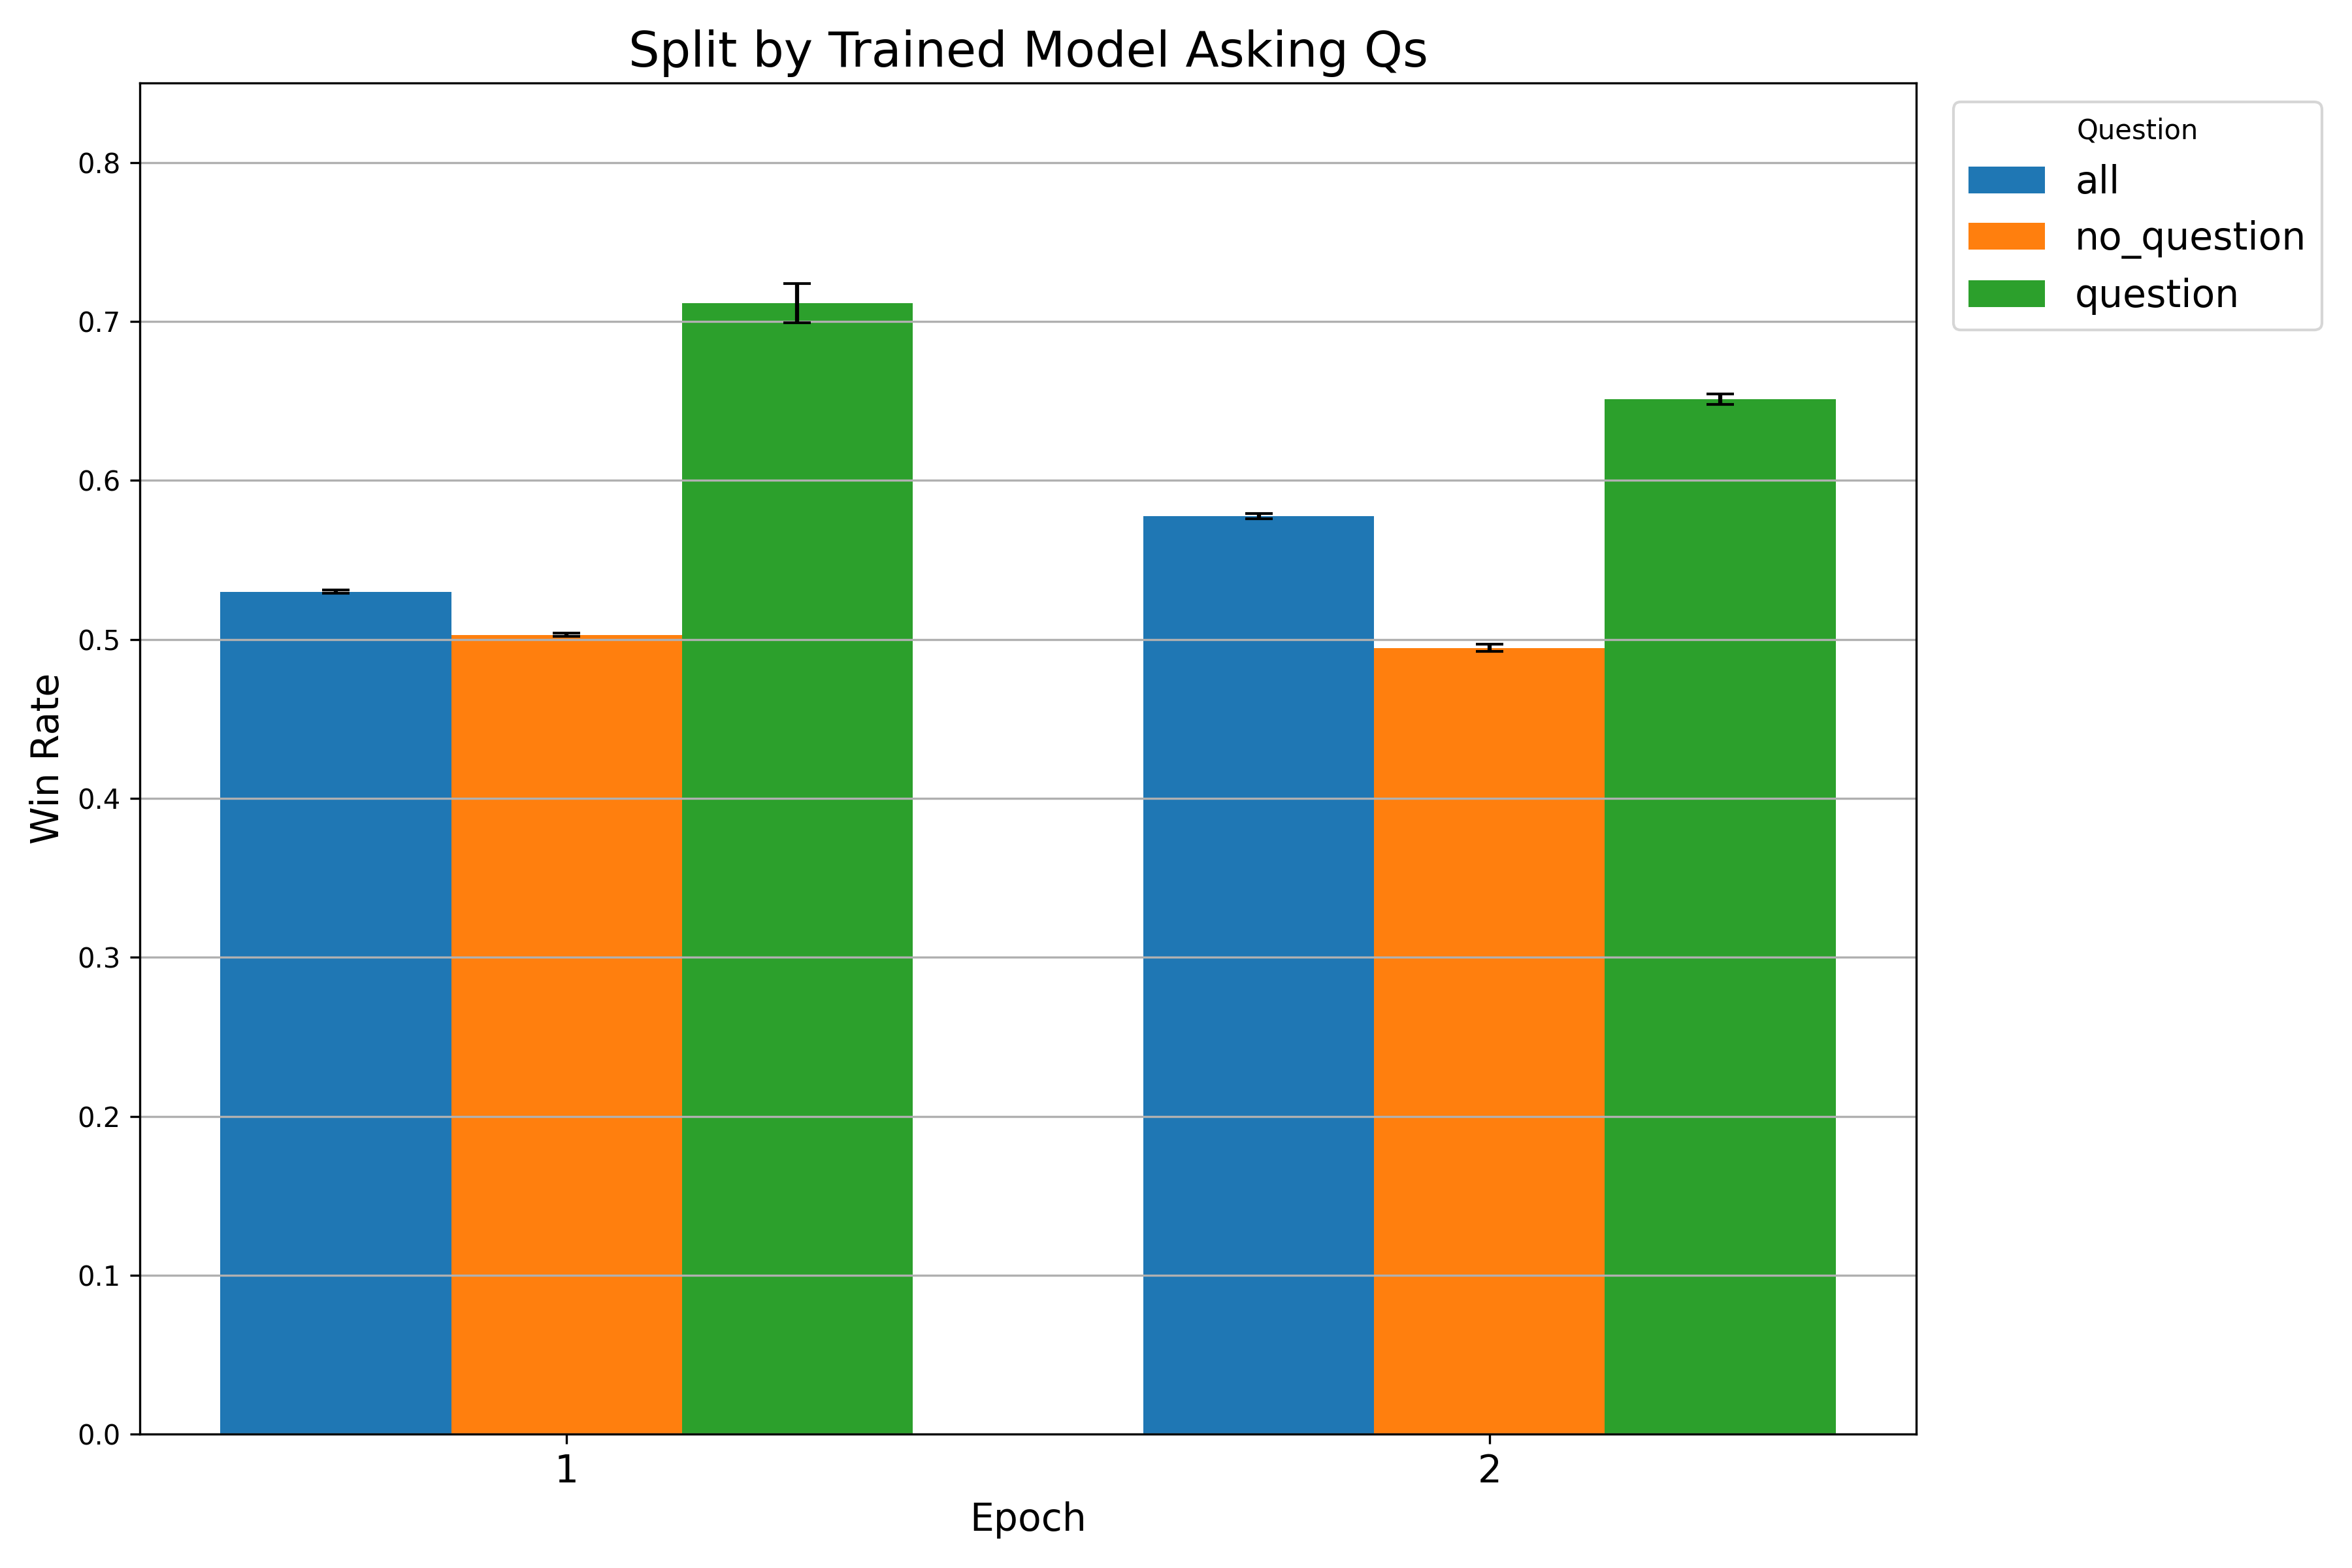 Split by Trained Model Asking Qs
Question
all
no_question
question
0.8
0.7
0.6
0.5
0.4
0.3
0.2
0.1
0.0
Win Rate
1
2
Epoch